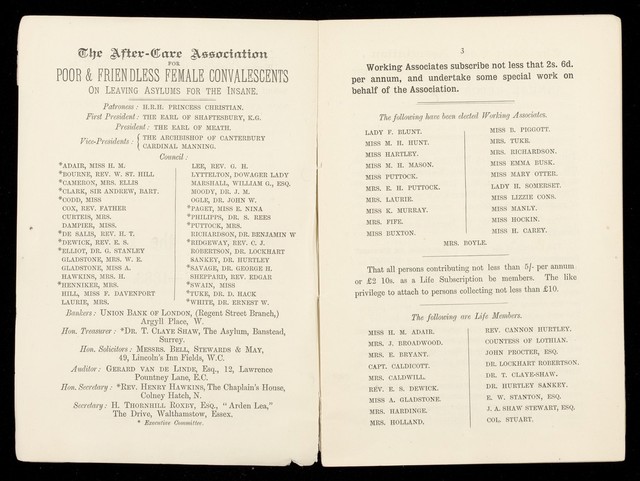 The After-Care Association
FOR
POOR & FRIENDLESS FEMALE CONVALESCENTS
ON LEAVING ASYLUMS FOR THE INSANE.
Patroness: H.R.H. PRINCESS CHRISTIAN.
First President: THE EARL OF SHAFTESBURY, K.G.
President: THE EARL OF MEATH.
Vice-Presidents: { THE ARCHBISHOP OF CANTERBURY
CARDINAL MANNING.
Council:
*ADAIR, MISS H. M.
*BOURNE, REV. W. ST. HILL
*CAMERON, MRS. ELLIS
*CLARK, SIR ANDREW, BART.
*CODD, MISS
COX, REV. FATHER
CURTEIS, MRS.
DAMPIER, MISS.
*DE SALIS, REV. H. T.
*DEWICK, REV. E. S.
*ELLIOT, DR. G. STANLEY
GLADSTONE, MRS. W. E.
GLADSTONE, MISS A.
HAWKINS, MRS. H.
*HENNIKER, MRS.
HILL, MISS F. DAVENPORT
LAURIE, MRS.
LEE, REV. G. H.
LYTTELTON, DOWAGER LADY
MARSHALL, WILLIAM G., ESQ.
MOODY, DR. J. M.
OGLE, DR. JOHN W.
*PAGET, MISS E. NINA
*PHILIPPS, DR. S. REES
*PUTTOCK, MRS.
RICHARDSON, DR. BENJAMIN W
*RIDGEWAY, REV. C. J.
ROBERTSON, DR. LOCKHART
SANKEY, DR. HURTLEY
*SAVAGE, DR. GEORGE H.
SHEPPARD, REV. EDGAR
*SWAIN, MISS
*TUKE, DR. D. HACK
*WHITE, DR. ERNEST W.
Bankers: UNION BANK OF LONDON, (Regent Street Branch,)
Argyll Place, W.
Hon. Treasurer: *DR. T. CLAYE SHAW, The Asylum, Banstead,
Surrey.
Hon. Solicitors: MESSRS. BELL, STEWARDS & MAY,
49, Lincoln's Inn Fields, W.C.
Auditor: GERARD VAN DE LINDE, Esq., 12, Lawrence
Pountney Lane, E.C.
Hon. Secretary: *REV. HENRY HAWKINS, The Chaplain's House,
Colney Hatch, N.
Secretary: H. THORNHILL ROXBY, Esq., "Arden Lea,"
The Drive, Walthamstow, Essex.
* Executive Committee.
3
Working Associates subscribe not less that 2s. 6d.
per annum, and undertake some special work on
behalf of the Association.
The following have been elected Working Associates.
LADY F. BLUNT.
MISS M. H. HUNT.
MISS HARTLEY.
MISS M. H. MASON.
MISS PUTTOCK.
MRS. E. H. PUTTOCK.
MRS. LAURIE.
MISS K. MURRAY.
MRS. FIFE.
MISS BUXTON.
MISS R. PIGGOTT.
MRS. TUKE.
MRS. RICHARDSON.
MISS EMMA BUSK.
MISS MARY OTTER.
LADY H. SOMERSET.
MISS LIZZIE CONS.
MISS MANLY.
MISS HOCKIN.
MISS H. CAREY.
MRS. BOYLE.
That all persons contributing not less than 5/- per annum
or £2 10s. as a Life Subscription be members. The like
privilege to attach to persons collecting not less than £10.
The following are Life Members.
MISS H. M. ADAIR.
MRS. J. BROADWOOD.
MRS. E. BRYANT.
CAPT. CALDICOTT.
MRS. CALDWILL.
REV. E. S. DEWICK.
MISS A. GLADSTONE.
MRS. HARDINGE.
MRS. HOLLAND.
REV. CANNON HURTLEY.
COUNTESS OF LOTHIAN.
JOHN PROCTER, ESQ.
DR. LOCKHART ROBERTSON.
DR. T. CLAYE-SHAW.
DR. HURTLEY SANKEY.
E. W. STANTON, ESQ.
J. A. SHAW STEWART, ESQ.
COL. STUART.